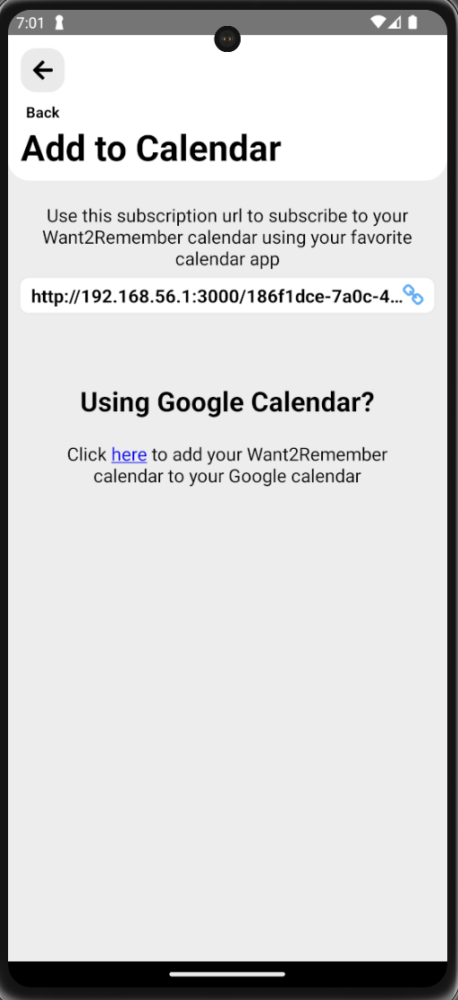 7:01
Back
Add to Calendar
Use this subscription url to subscribe to your
Want2Remember calendar using your favorite
calendar app
http://192.168.56.1:3000/186f1dce-7a0c-4...
Using Google Calendar?
Click here to add your Want2Remember
calendar to your Google calendar